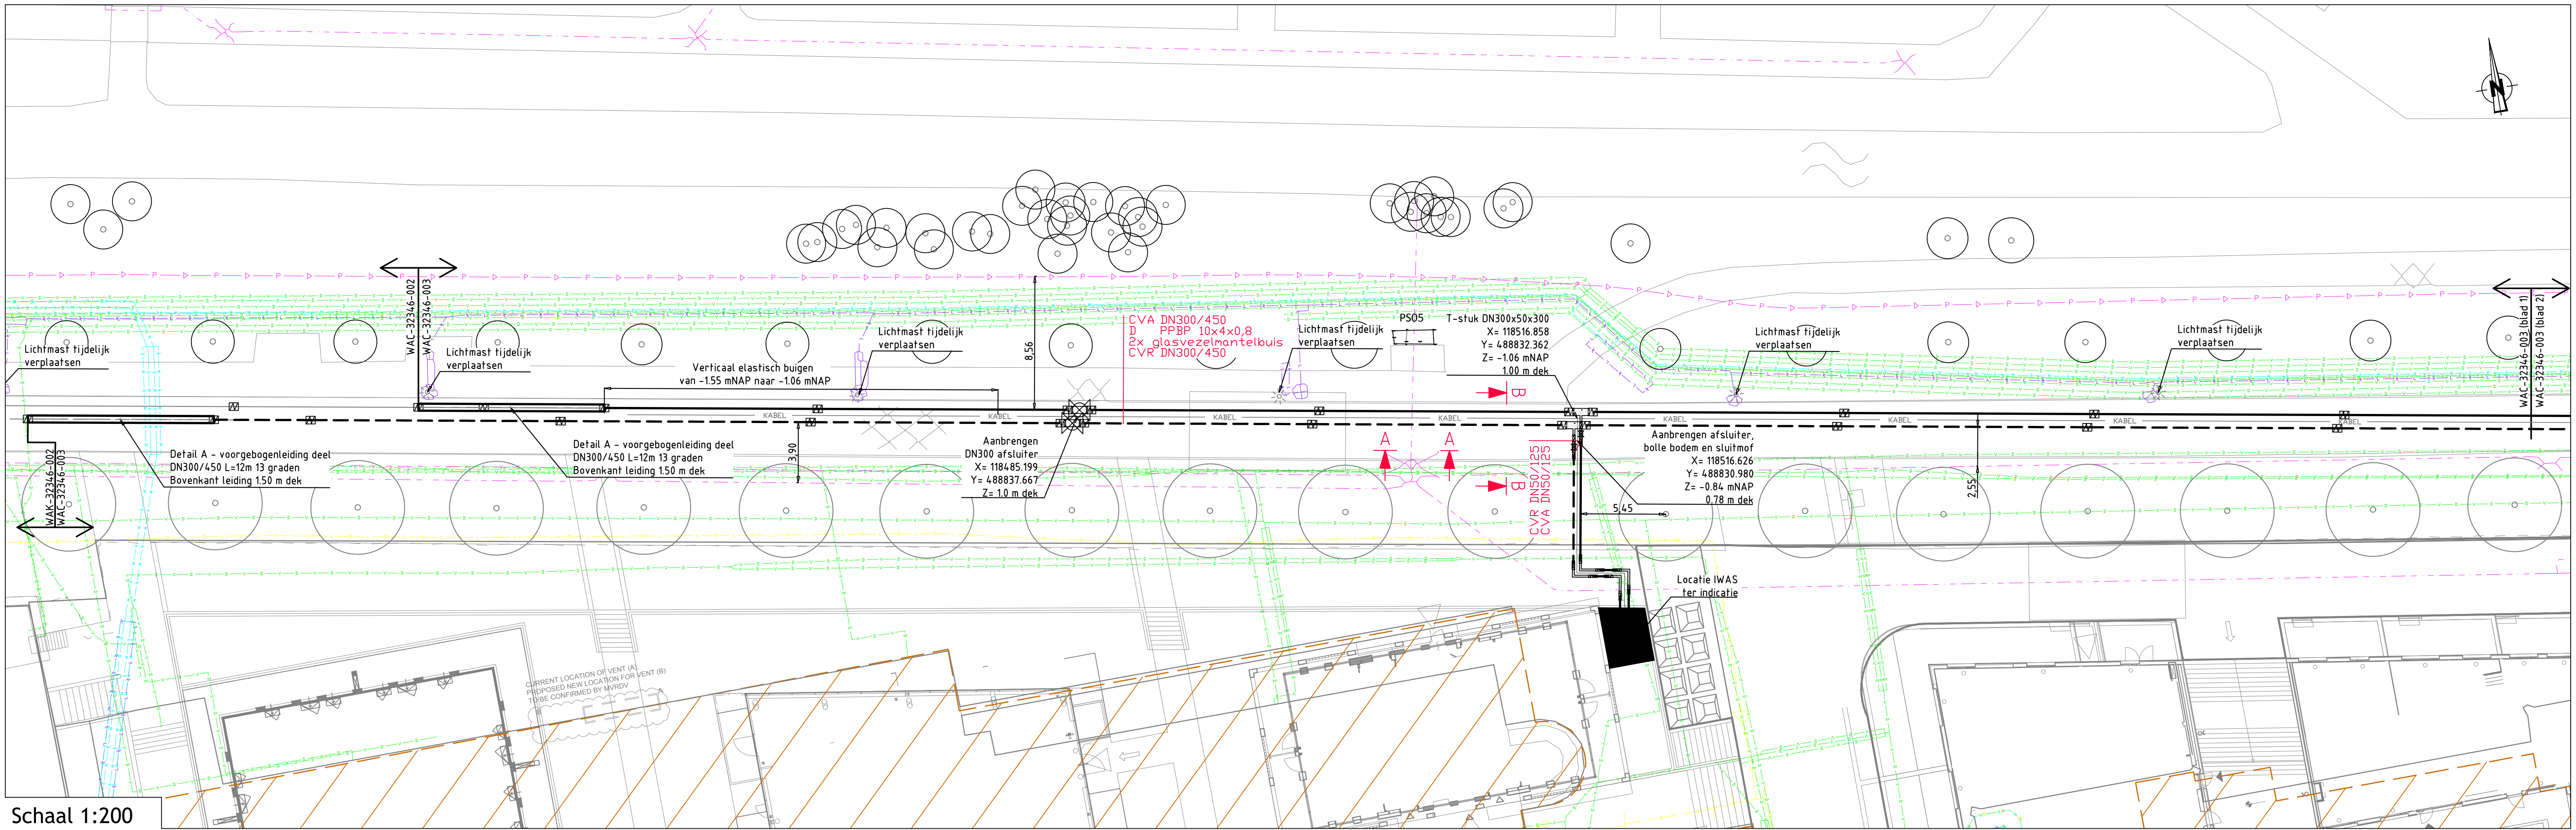 WAC-323346-002
WAC-323346-003
WAC-323346-003 (blad 1)
WAC-323346-003 (blad 2)
CVA DN300/450
D PPBP 10x4x0,8
2x glasvezelmantelbuis
CVR DN300/450
8,56
PS05
T-stuk DN300x50x300
X= 118516.858
Y= 488832.362
Z= -1.06 mNAP
1.00 m dek
Lichtmast tijdelijk
verplaatsen
Lichtmast tijdelijk
verplaatsen
Lichtmast tijdelijk
verplaatsen
Lichtmast tijdelijk
verplaatsen
Lichtmast tijdelijk
verplaatsen
Lichtmast tijdelijk
verplaatsen
Verticaal elastisch buigen
van -1.55 mNAP naar -1.06 mNAP
B
KABEL
KABEL
KABEL
KABEL
KABEL
KABEL
KABEL
KABEL
Detail A - voorgebogenleiding deel
DN300/450 L=12m 13 graden
Bovenkant leiding 1.50 m dek
Detail A - voorgebogenleiding deel
DN300/450 L=12m 13 graden
Bovenkant leiding 1.50 m dek
WAK-323346-002
WAC-323346-003
3,90
Aanbrengen
DN300 afsluiter
X= 118485.199
Y= 488837.667
Z= 1.0 m dek
A A
B
CVR DN50/125
CVA DN50/125
Aanbrengen afsluiter,
bolle bodem en sluitmof
X= 118516.626
Y= 488830.980
Z= -0.84 mNAP
0.78 m dek
5,45
2,55
Locatie IWAS
ter indicatie
CURRENT LOCATION OF VENT (A)
PROPOSED NEW LOCATION FOR VENT (B)
TO BE CONFIRMED BY MVRDV
N
Schaal 1:200